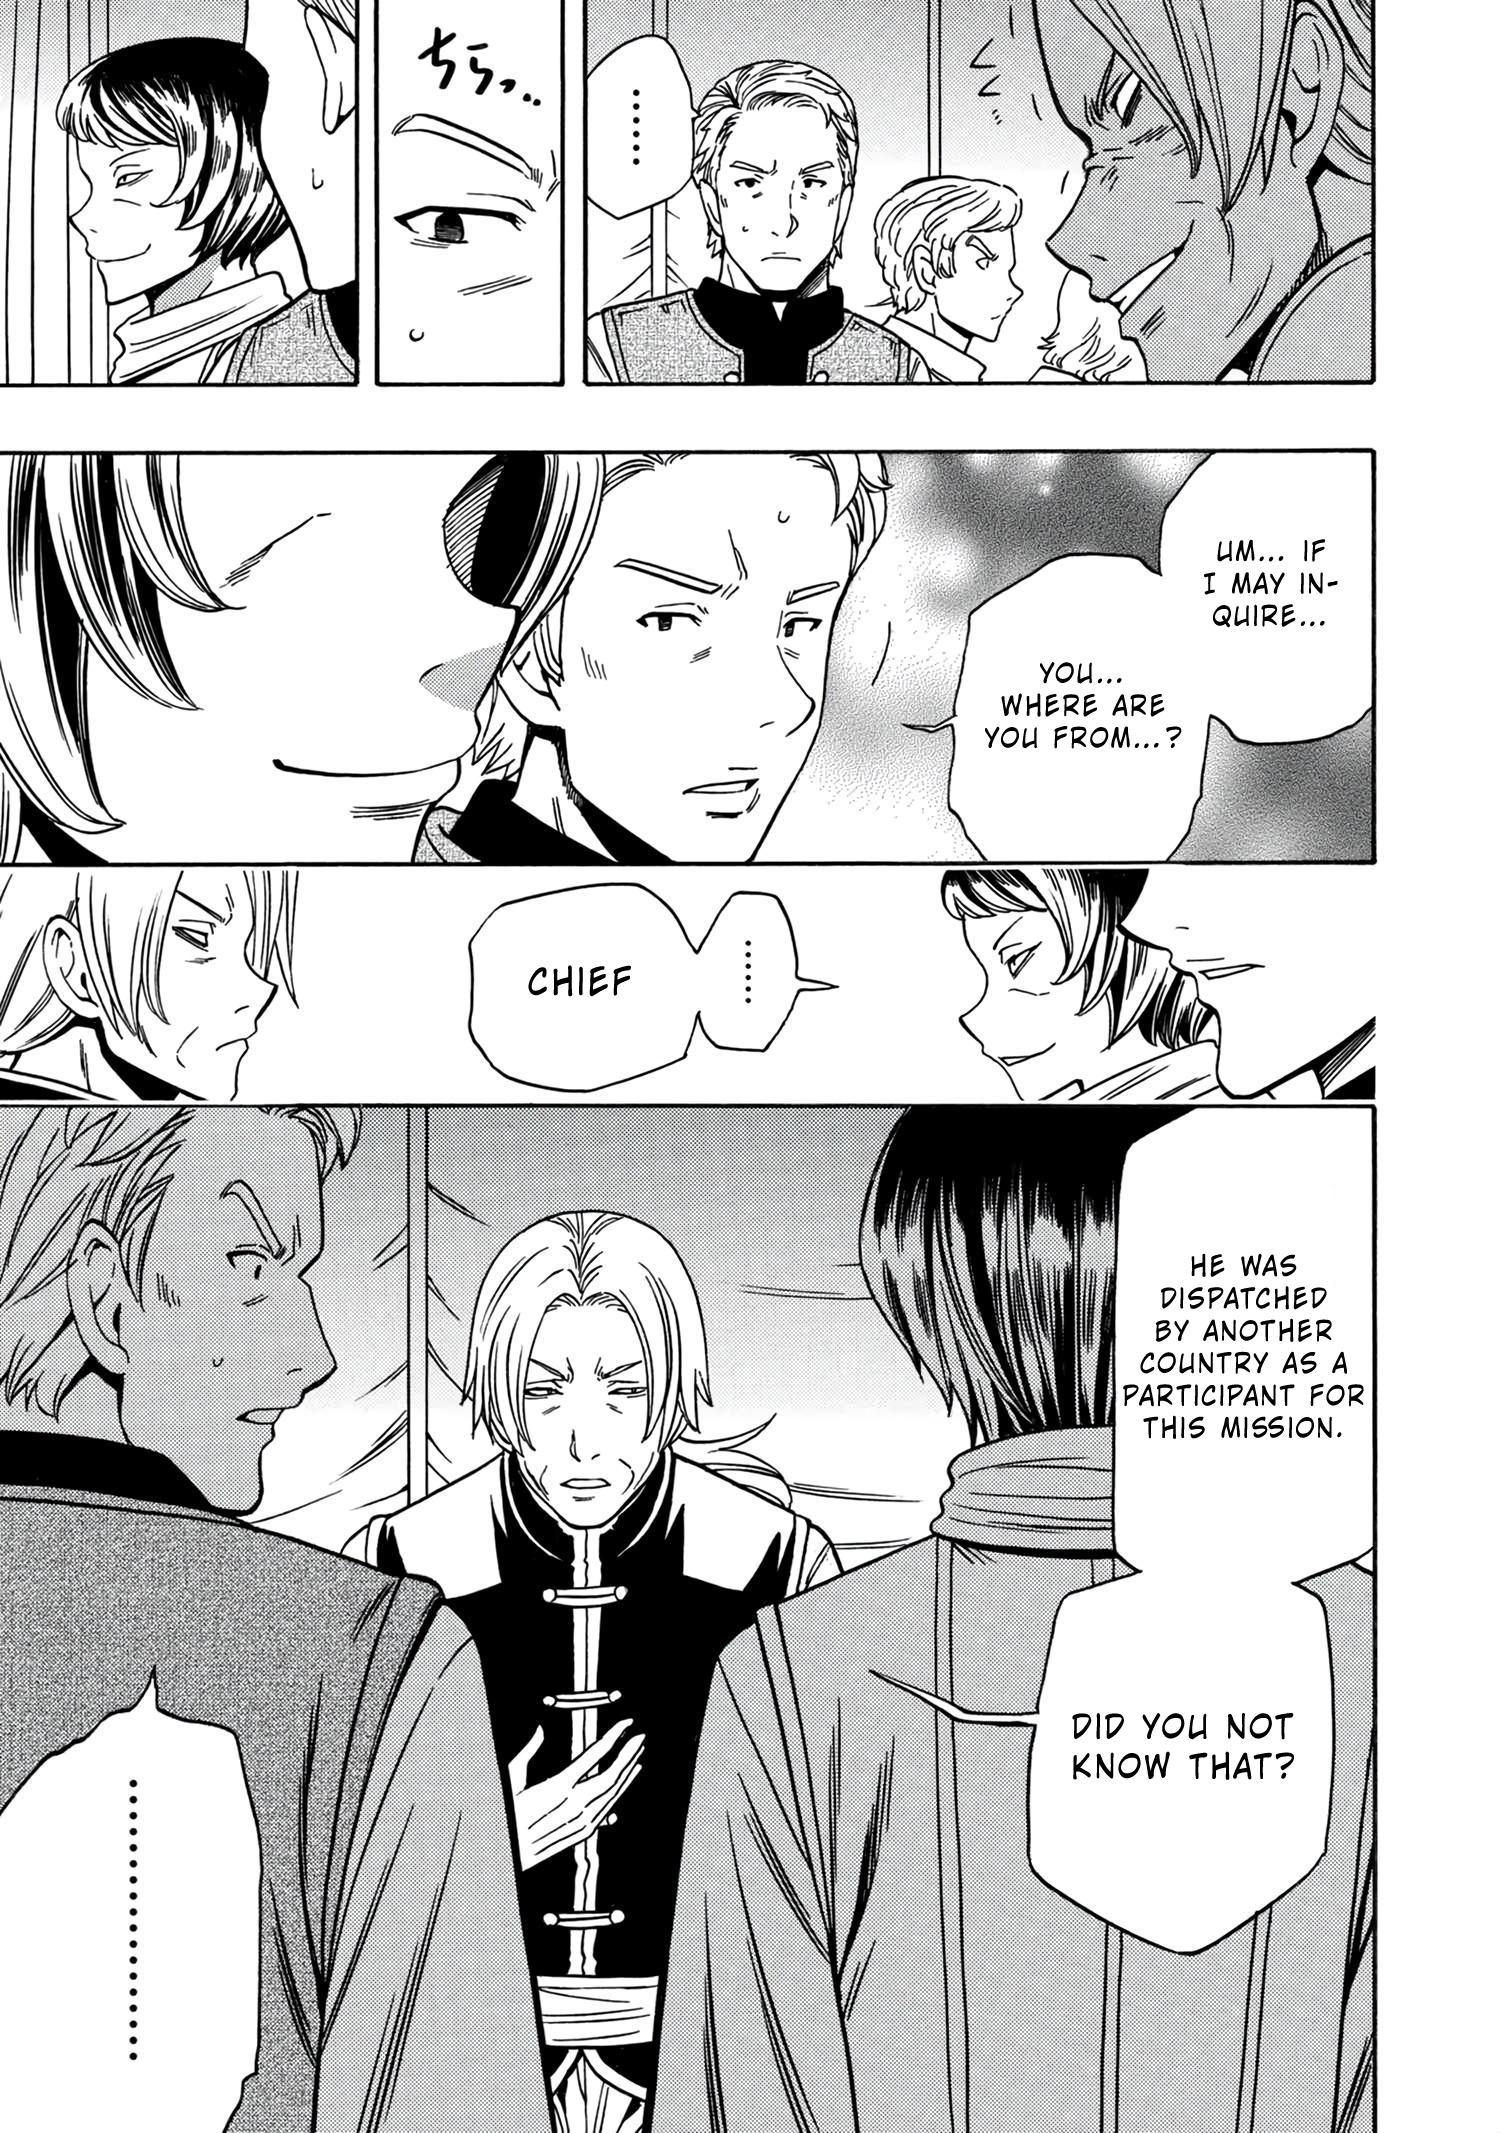 ......
ちらっ..
UM... IF
I MAY IN-
QUIRE...
YOU...
WHERE ARE
YOU FROM...?
......
CHIEF
HE WAS
DISPATCHED
BY ANOTHER
COUNTRY AS A
PARTICIPANT FOR
THIS MISSION.
DID YOU NOT
KNOW THAT?
...............